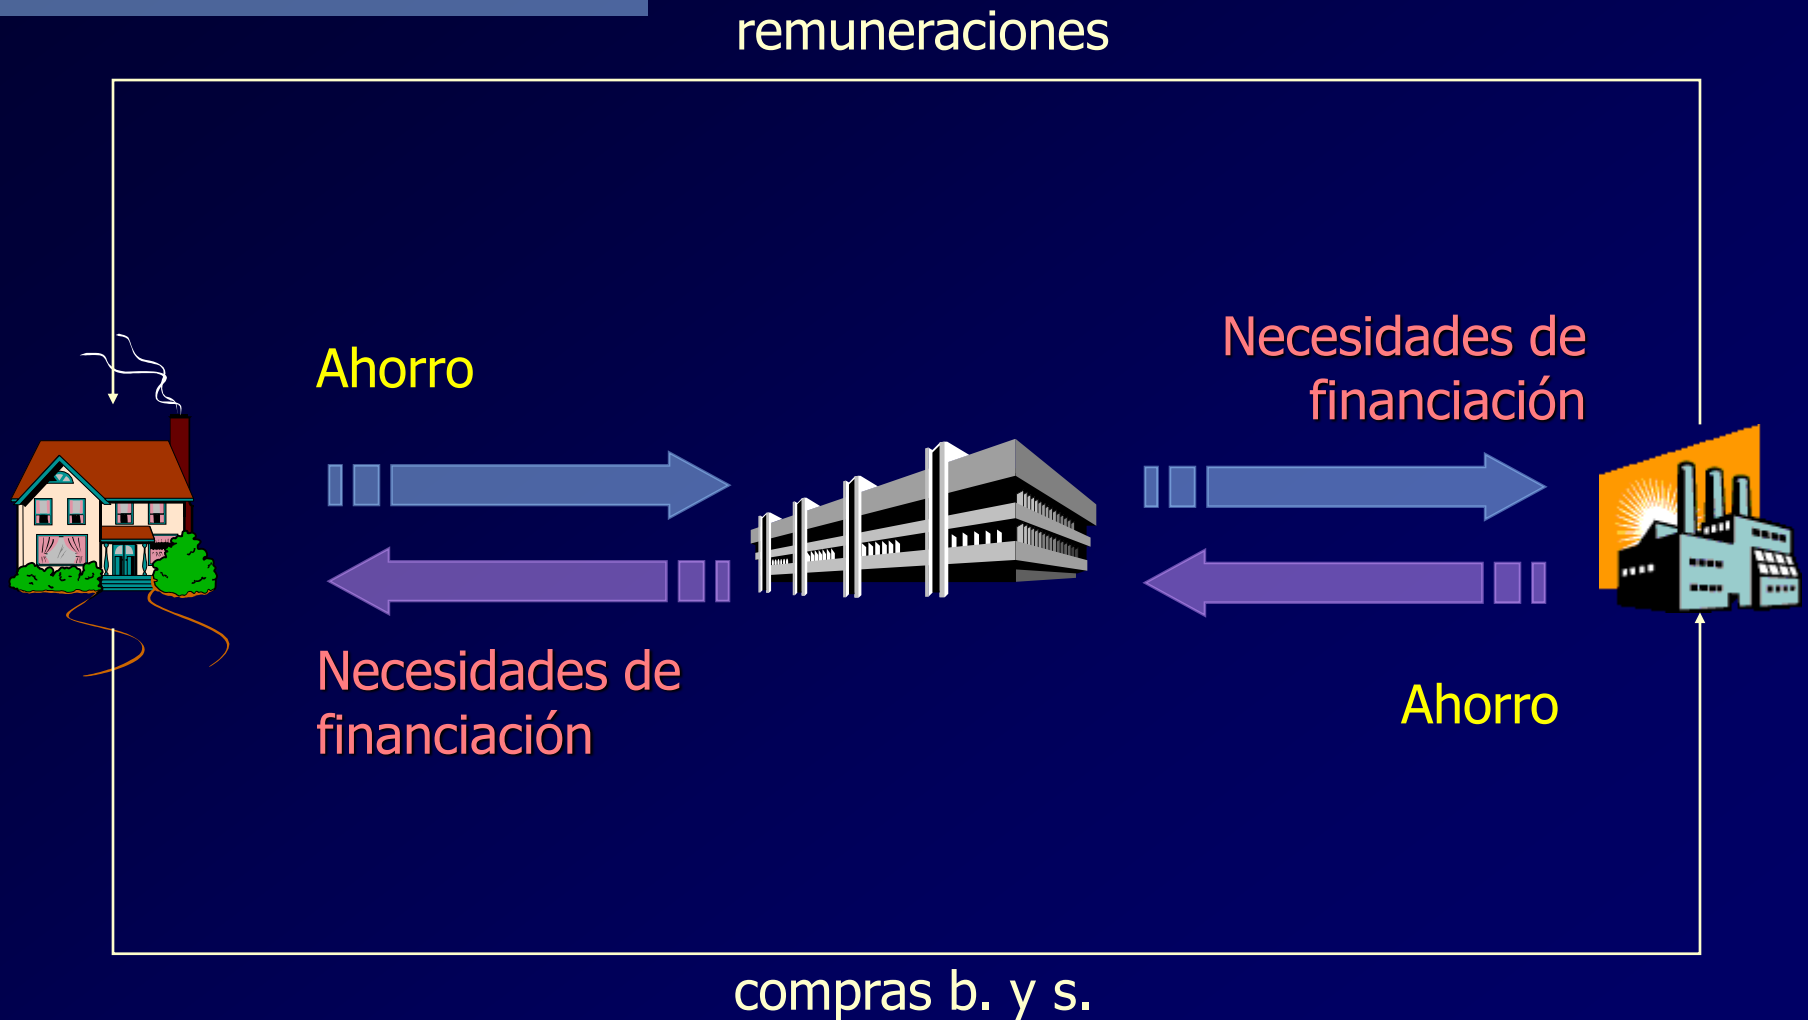 remuneraciones
Necesidades de
financiación
Ahorro
Necesidades de
financiación
Ahorro
compras b. y s.